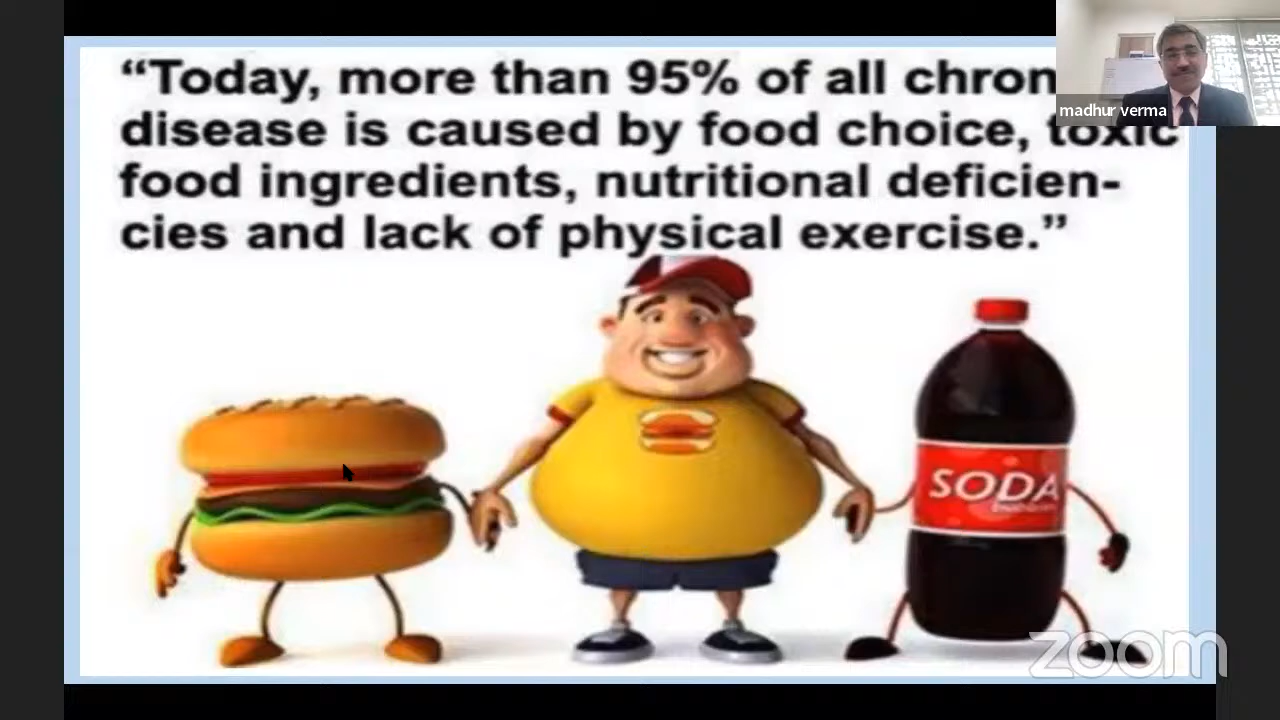 “Today, more than 95% of all chron
disease is caused by food choice, toxic
food ingredients, nutritional deficien-
cies and lack of physical exercise.”
madhur verma
SODA
zoom